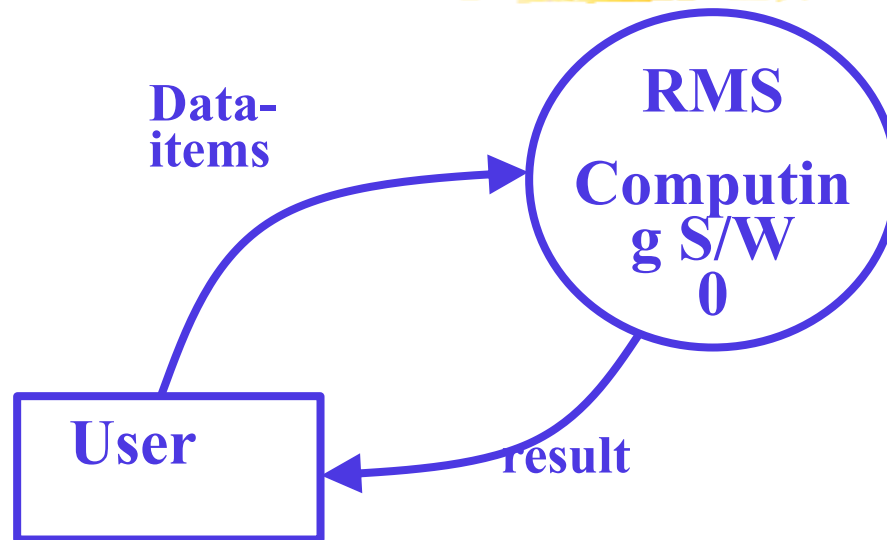 Data-
items
RMS
Computin
g S/W
0
User
result